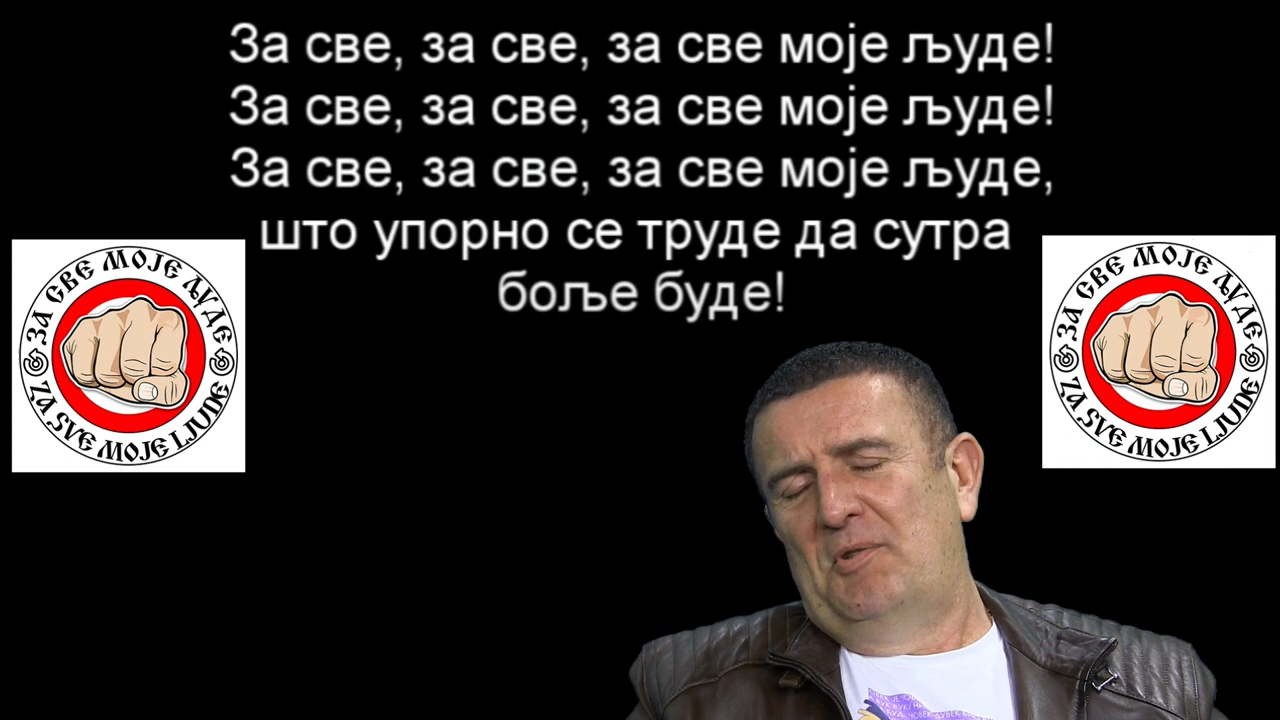 За све, за све, за све моје људе!
За све, за све, за све моје људе!
За све, за све, за све моје људе,
што упорно се труде да сутра
боље буде!
ЗА СВЕ МОЈЕ ЉУДЕ
ZA SVE MOJE LJUDE
ЗА СВЕ МОЈЕ ЉУДЕ
ZA SVE MOJE LJUDE